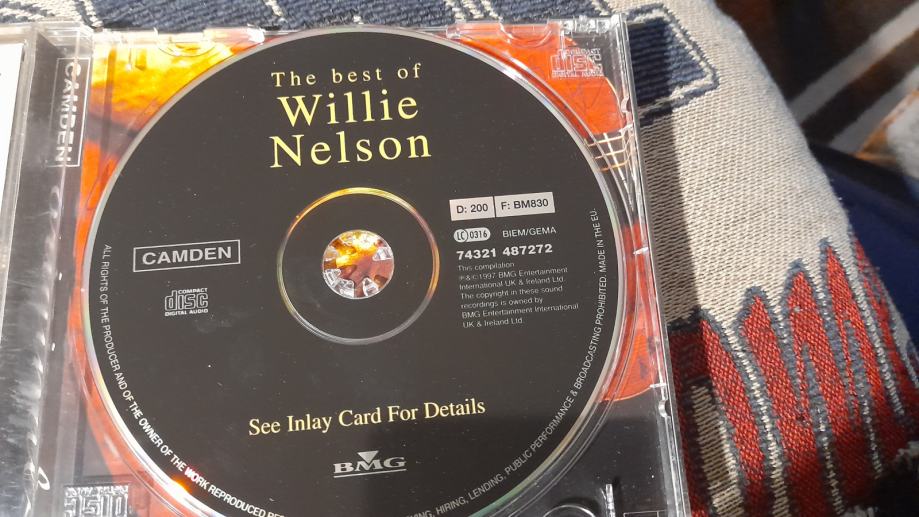 CAMDEN
COMPACT
disc
DIGITAL AUDIO
The best of
Willie
Nelson
D: 200 F: BM830
LC 0316 BIEM/GEMA
74321 487272
This compilation
℗ & © 1997 BMG Entertainment
International UK & Ireland Ltd.
The copyright in these sound
recordings is owned by
BMG Entertainment International
UK & Ireland Ltd.
CAMDEN
COMPACT
disc
DIGITAL AUDIO
See Inlay Card For Details
BMG
ALL RIGHTS OF THE PRODUCER AND OF THE OWNER OF THE WORK REPRODUCED
HIRING, LENDING, PUBLIC PERFORMANCE & BROADCASTING PROHIBITED. MADE IN THE EU.
disc